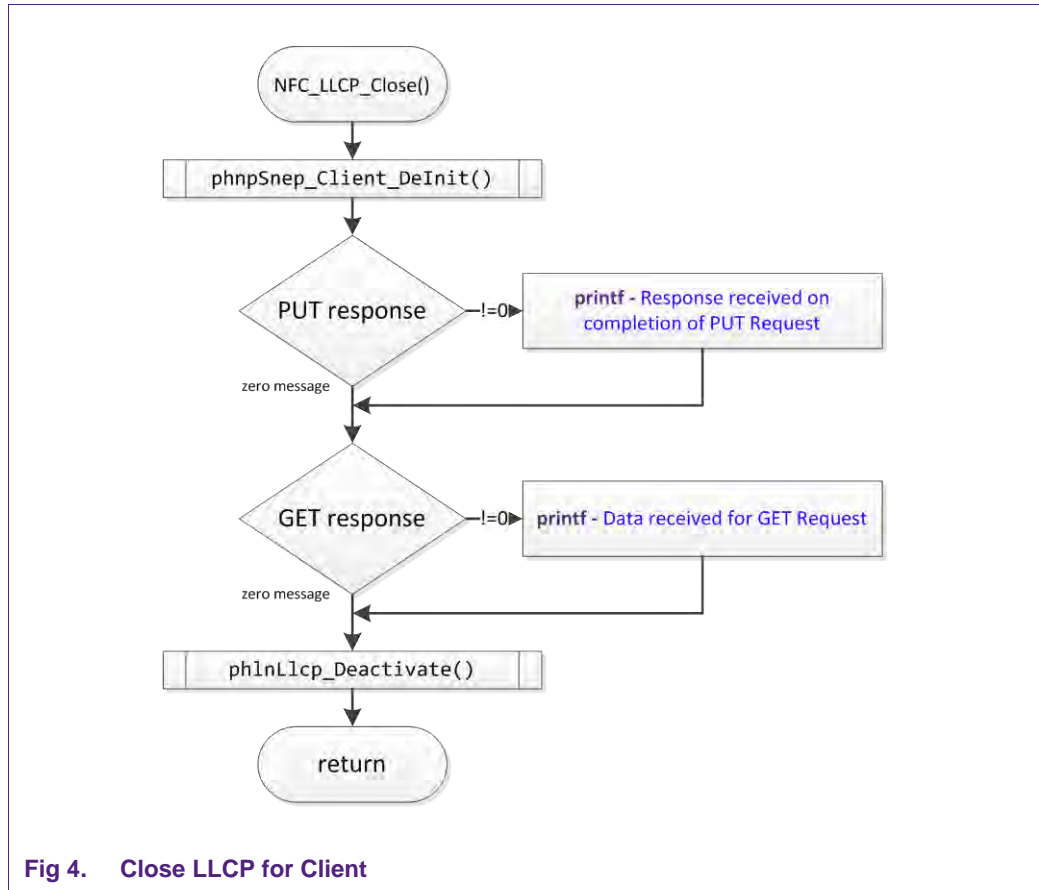 NFC_LLCP_Close()
phnpSnep_Client_DeInit()
PUT response
!=0
printf - Response received on
completion of PUT Request
zero message
GET response
!=0
printf - Data received for GET Request
zero message
phlnLlcp_Deactivate()
return
Fig 4. Close LLCP for Client